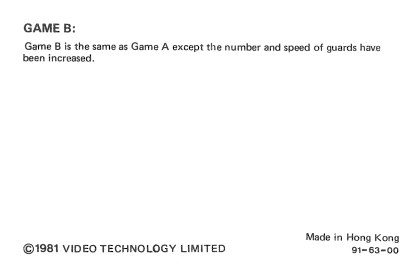 GAME B:
Game B is the same as Game A except the number and speed of guards have
been increased.
Made in Hong Kong
©1981 VIDEO TECHNOLOGY LIMITED
91-63-00